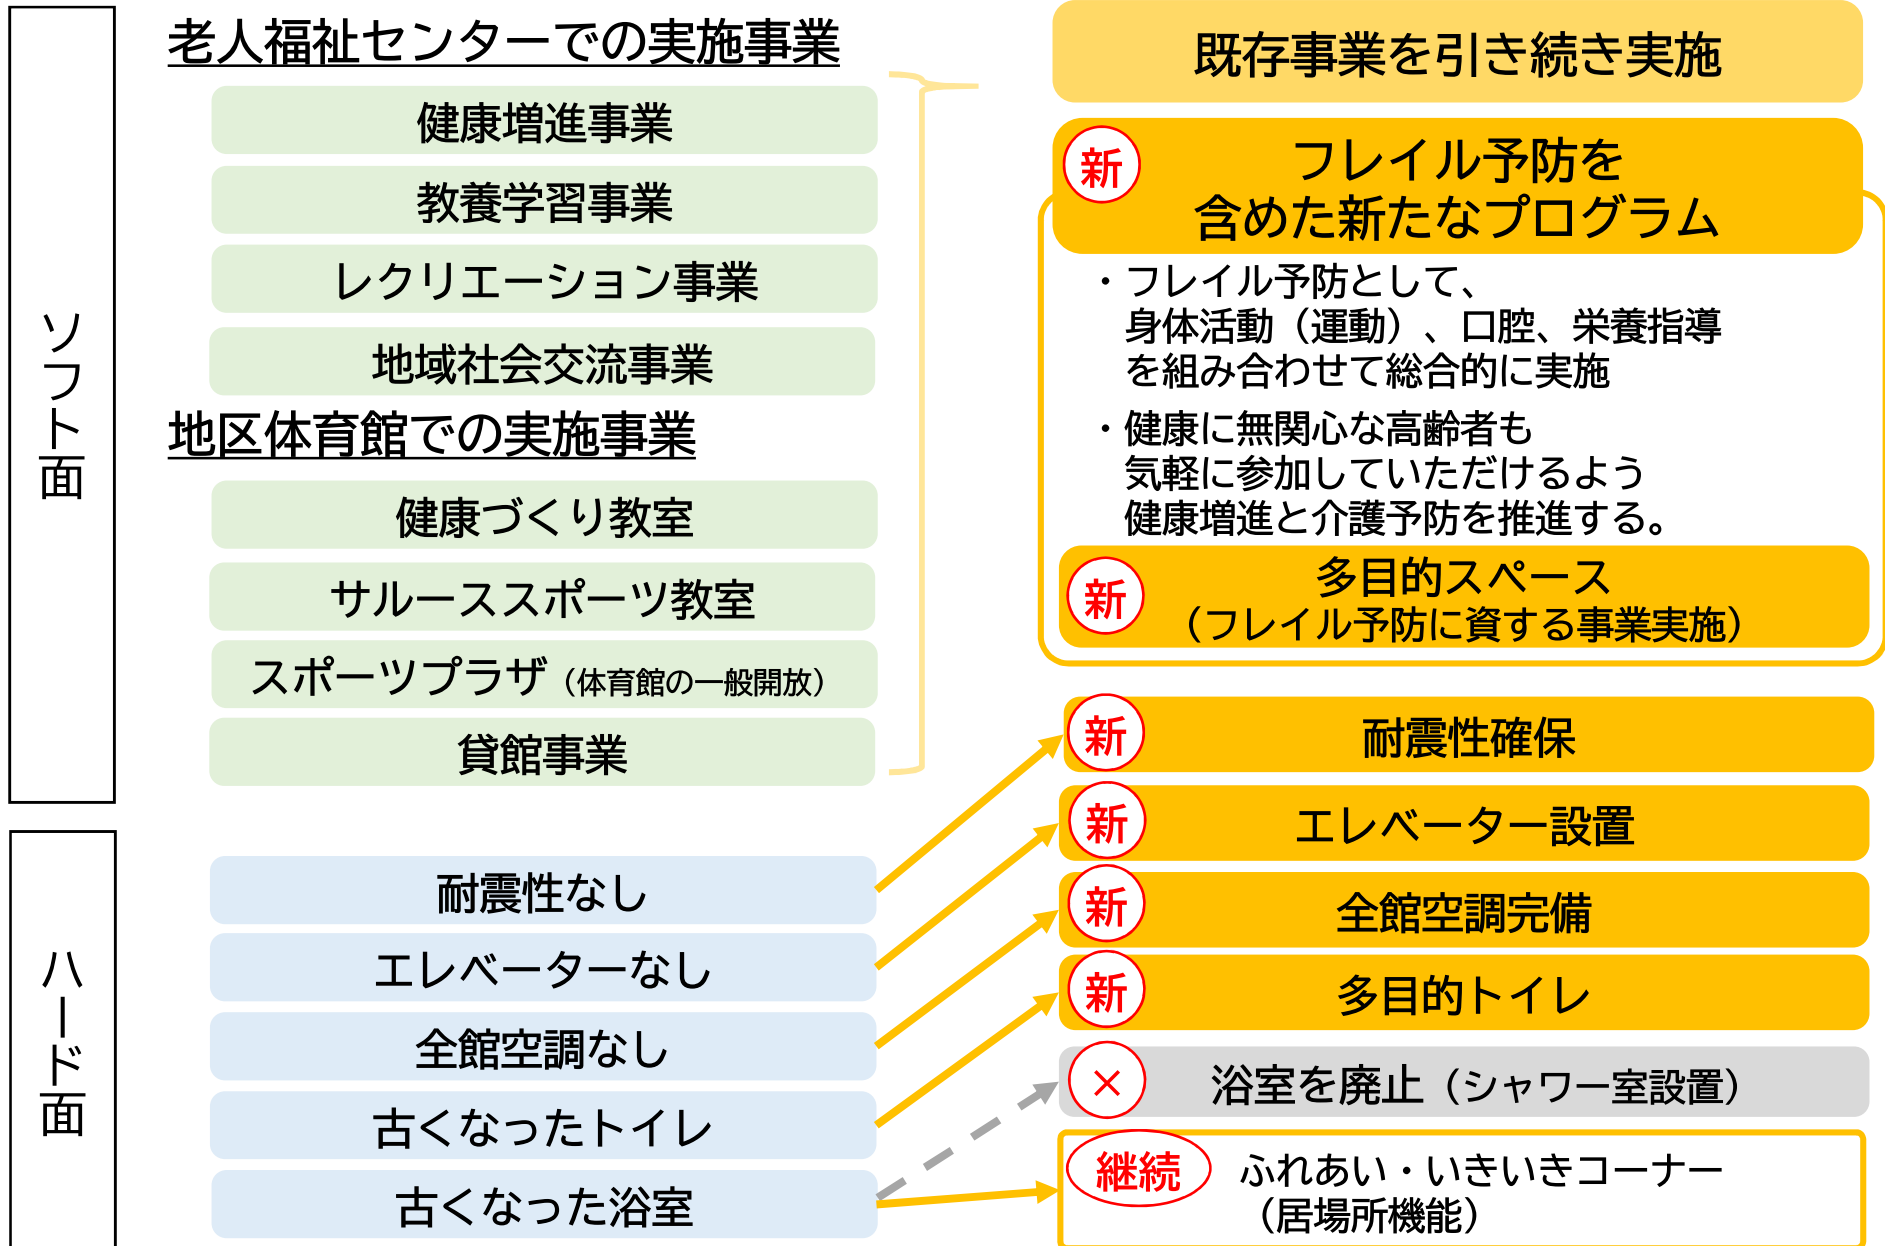 ソフト面
老人福祉センターでの実施事業
健康増進事業
教養学習事業
レクリエーション事業
地域社会交流事業
地区体育館での実施事業
健康づくり教室
サルーススポーツ教室
スポーツプラザ（体育館の一般開放）
貸館事業
既存事業を引き続き実施
新
フレイル予防を
含めた新たなプログラム
・フレイル予防として、
身体活動（運動）、口腔、栄養指導
を組み合わせて総合的に実施
・健康に無関心な高齢者も
気軽に参加していただけるよう
健康増進と介護予防を推進する。
新
多目的スペース
（フレイル予防に資する事業実施）
ハード面
耐震性なし
エレベーターなし
全館空調なし
古くなったトイレ
古くなった浴室
新 耐震性確保
新 エレベーター設置
新 全館空調完備
新 多目的トイレ
× 浴室を廃止（シャワー室設置）
継続 ふれあい・いきいきコーナー
（居場所機能）